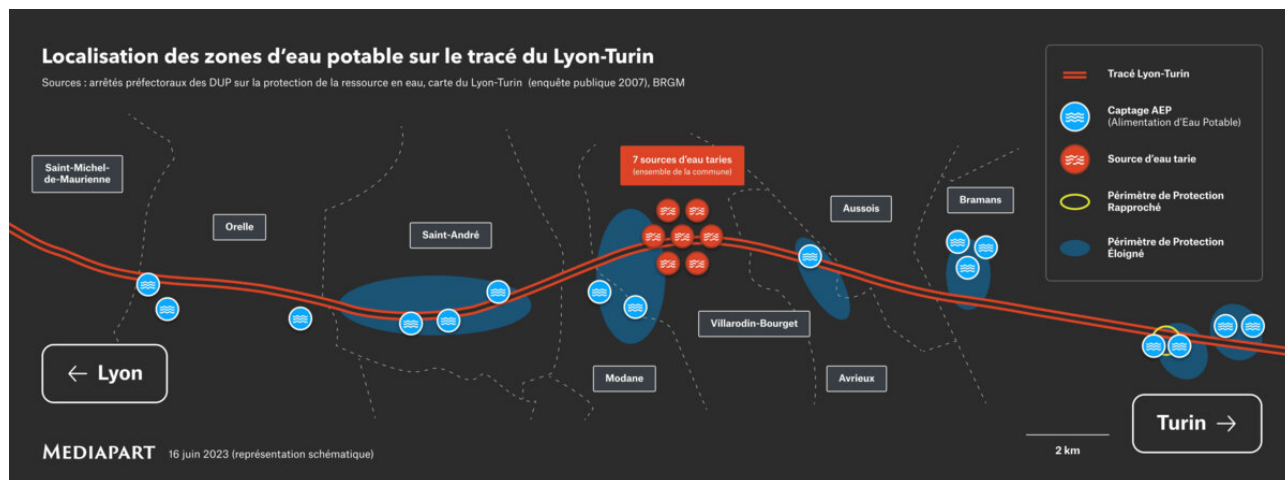 Localisation des zones d’eau potable sur le tracé du Lyon-Turin
Sources : arrêtés préfectoraux des DUP sur la protection de la ressource en eau, carte du Lyon-Turin (enquête publique 2007), BRGM
Tracé Lyon-Turin
Captage AEP
(Alimentation d’Eau Potable)
Source d’eau tarie
Périmètre de Protection
Rapproché
Périmètre de Protection
Éloigné
Saint-Michel-
de-Maurienne
Orelle
Saint-André
7 sources d’eau taries
(ensemble de la commune)
Aussois
Bramans
Villarodin-Bourget
Modane
Avrieux
← Lyon
Turin →
2 km
MEDIAPART 16 juin 2023 (représentation schématique)